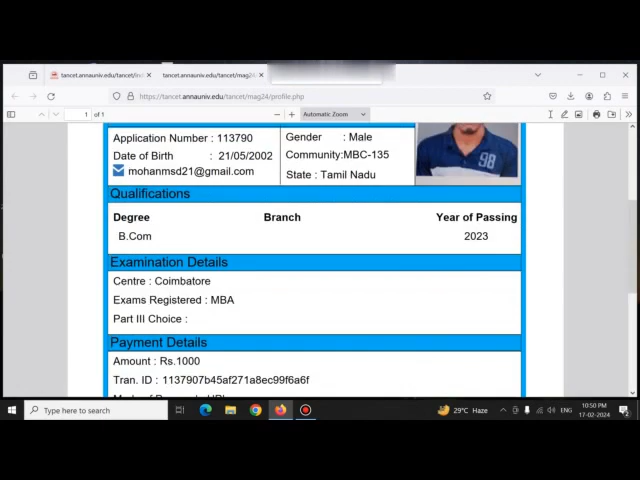 tancet.annauniv.edu/tancet/ind
tancet.annauniv.edu/tancet/mag24
https://tancet.annauniv.edu/tancet/mag24/profile.php
1 of 1
Automatic Zoom
Application Number : 113790
Gender : Male
Date of Birth : 21/05/2002
Community:MBC-135
mohanmsd21@gmail.com
State : Tamil Nadu
98
Qualifications
Degree Branch Year of Passing
B.Com 2023
Examination Details
Centre : Coimbatore
Exams Registered : MBA
Part III Choice :
Payment Details
Amount : Rs.1000
Tran. ID : 1137907b45af271a8ec99f6a6f
Type here to search
29°C Haze
ENG
10:50 PM
17-02-2024